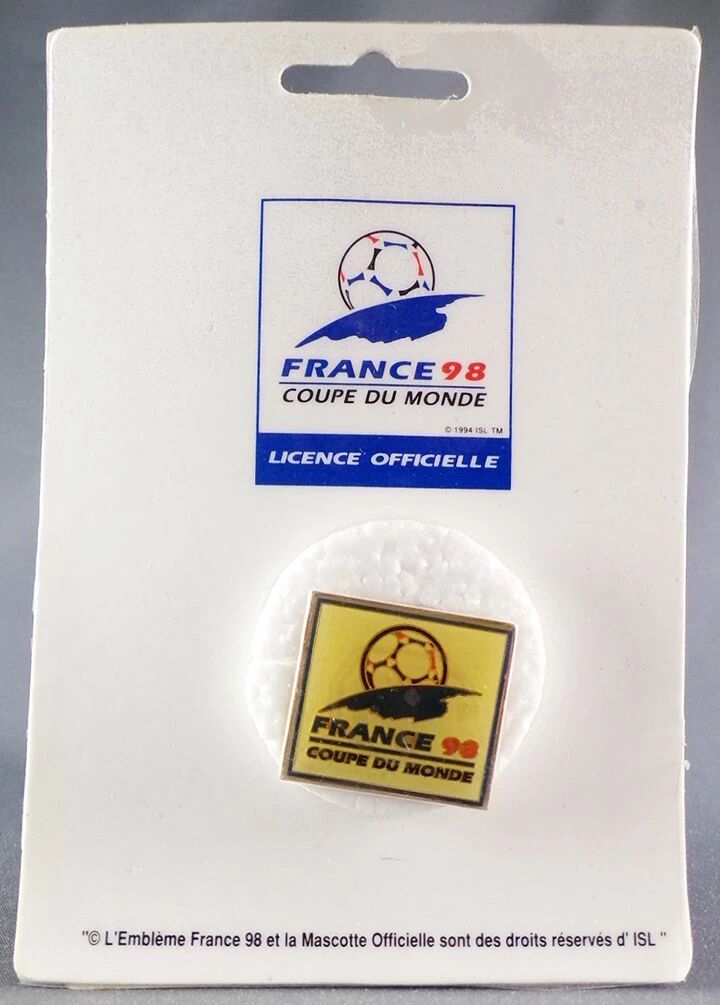 FRANCE 98
COUPE DU MONDE
© 1994 ISL TM
LICENCE OFFICIELLE
FRANCE 98
COUPE DU MONDE
"© L'Emblème France 98 et la Mascotte Officielle sont des droits réservés d' ISL "